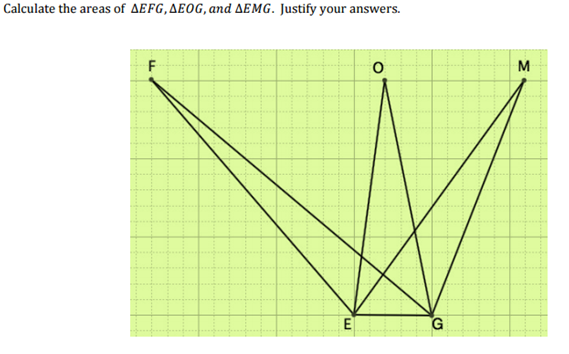 Calculate the areas of ΔEFG, ΔEOG, and ΔEMG. Justify your answers.
F O M
E G